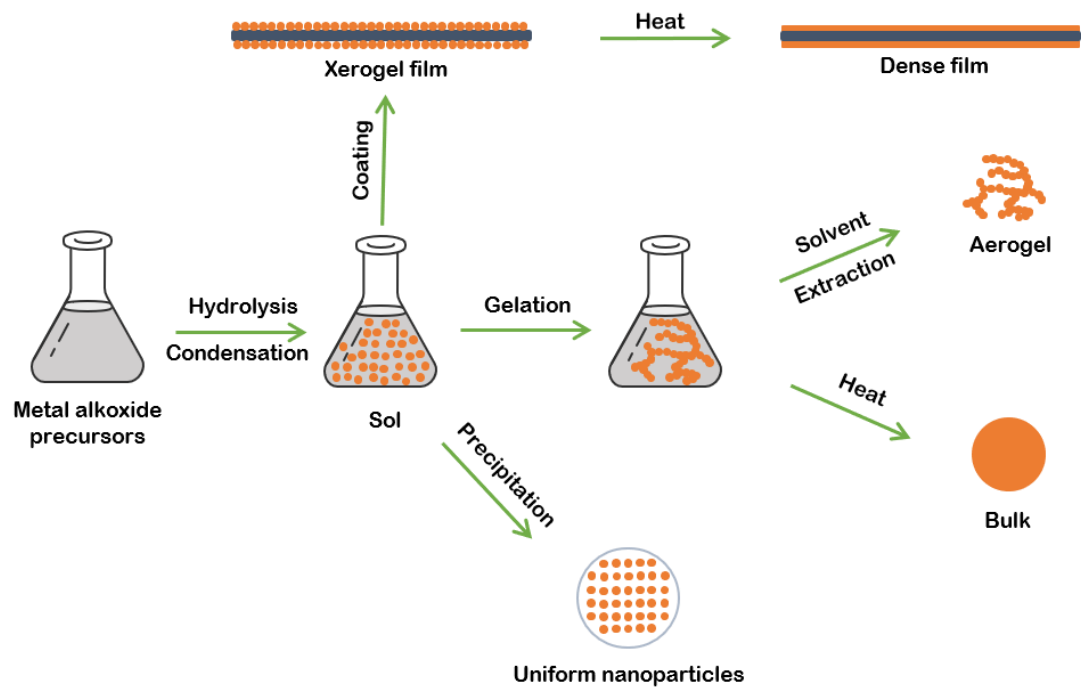 Xerogel film
Heat
Dense film
Coating
Solvent
Extraction
Aerogel
Hydrolysis
Condensation
Gelation
Metal alkoxide
precursors
Sol
Heat
Precipitation
Bulk
Uniform nanoparticles